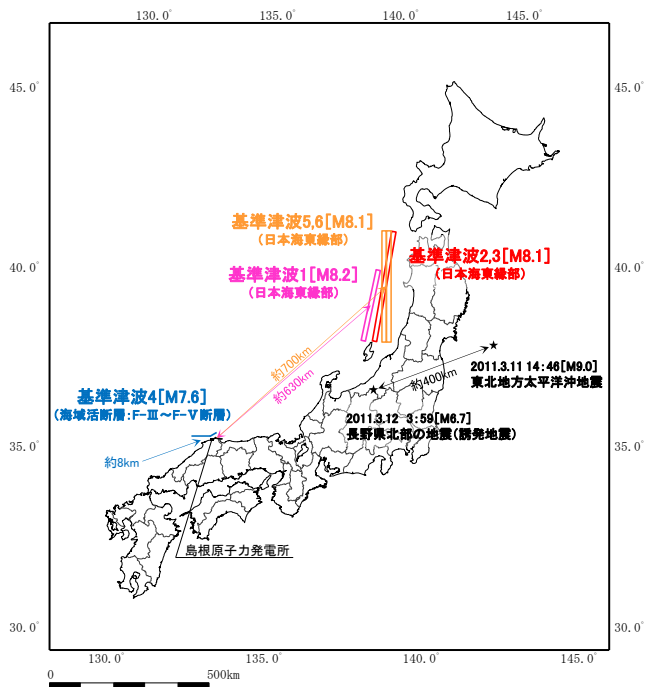 130.0° 135.0° 140.0° 145.0°
45.0° 45.0°
基準津波5,6[M8.1]
(日本海東縁部)
基準津波2,3[M8.1]
(日本海東縁部)
40.0° 40.0°
基準津波1[M8.2]
(日本海東縁部)
約700km
約630km
2011.3.11 14:46[M9.0]
東北地方太平洋沖地震
約400km
基準津波4[M7.6]
(海域活断層:F-Ⅲ~F-Ⅴ断層)
2011.3.12 3:59[M6.7]
長野県北部の地震(誘発地震)
35.0° 35.0°
約8km
島根原子力発電所
30.0° 30.0°
130.0° 135.0° 140.0° 145.0°
0 500km